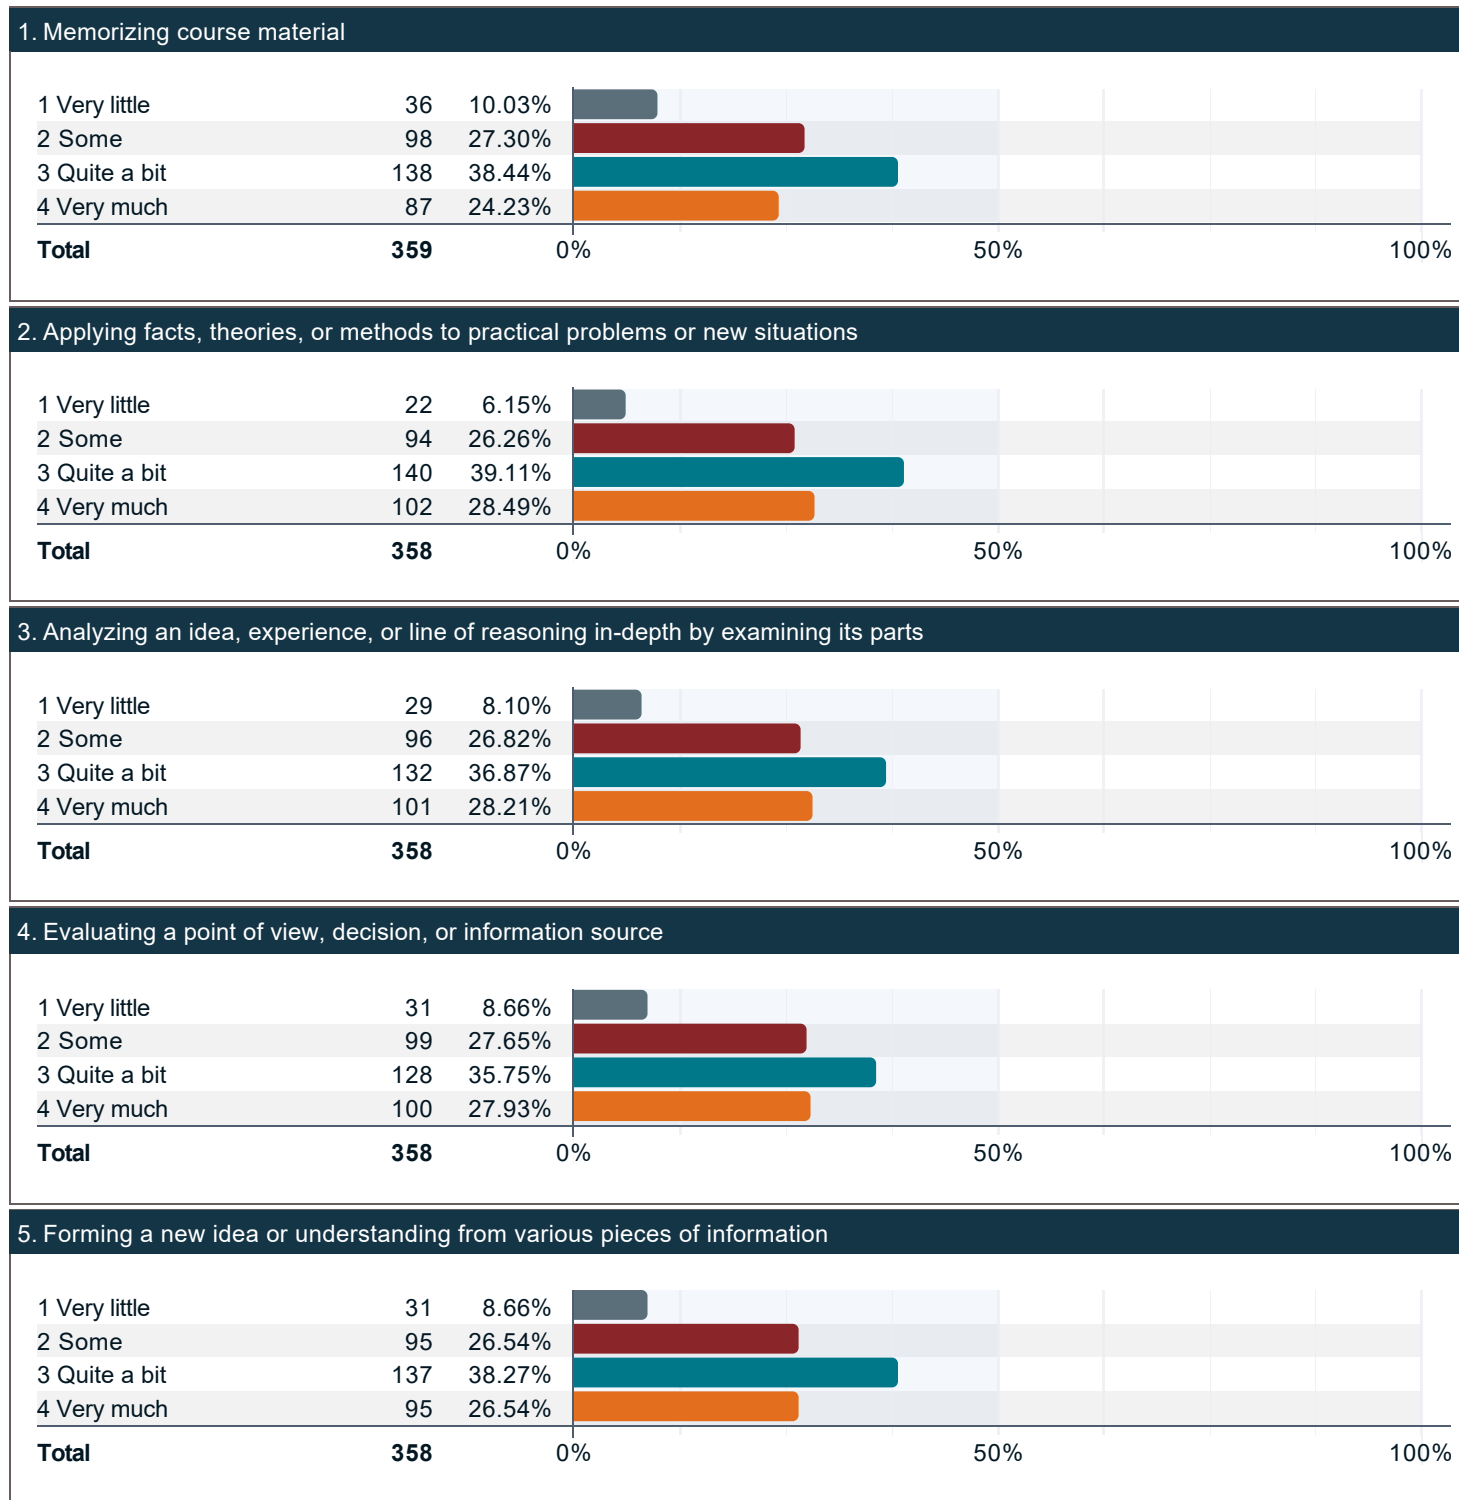 1. Memorizing course material
1 Very little 36 10.03%
2 Some 98 27.30%
3 Quite a bit 138 38.44%
4 Very much 87 24.23%
Total 359 0% 50% 100%
2. Applying facts, theories, or methods to practical problems or new situations
1 Very little 22 6.15%
2 Some 94 26.26%
3 Quite a bit 140 39.11%
4 Very much 102 28.49%
Total 358 0% 50% 100%
3. Analyzing an idea, experience, or line of reasoning in-depth by examining its parts
1 Very little 29 8.10%
2 Some 96 26.82%
3 Quite a bit 132 36.87%
4 Very much 101 28.21%
Total 358 0% 50% 100%
4. Evaluating a point of view, decision, or information source
1 Very little 31 8.66%
2 Some 99 27.65%
3 Quite a bit 128 35.75%
4 Very much 100 27.93%
Total 358 0% 50% 100%
5. Forming a new idea or understanding from various pieces of information
1 Very little 31 8.66%
2 Some 95 26.54%
3 Quite a bit 137 38.27%
4 Very much 95 26.54%
Total 358 0% 50% 100%